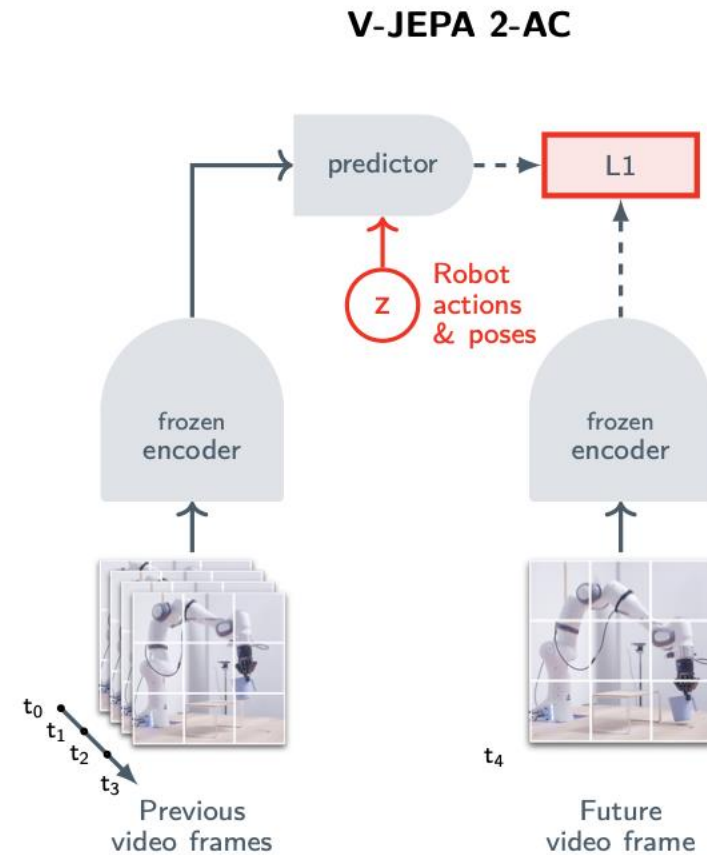 V-JEPA 2-AC
predictor
L1
z
Robot
actions
& poses
frozen
encoder
frozen
encoder
t₀
t₁
t₂
t₃
t₄
Previous
video frames
Future
video frame